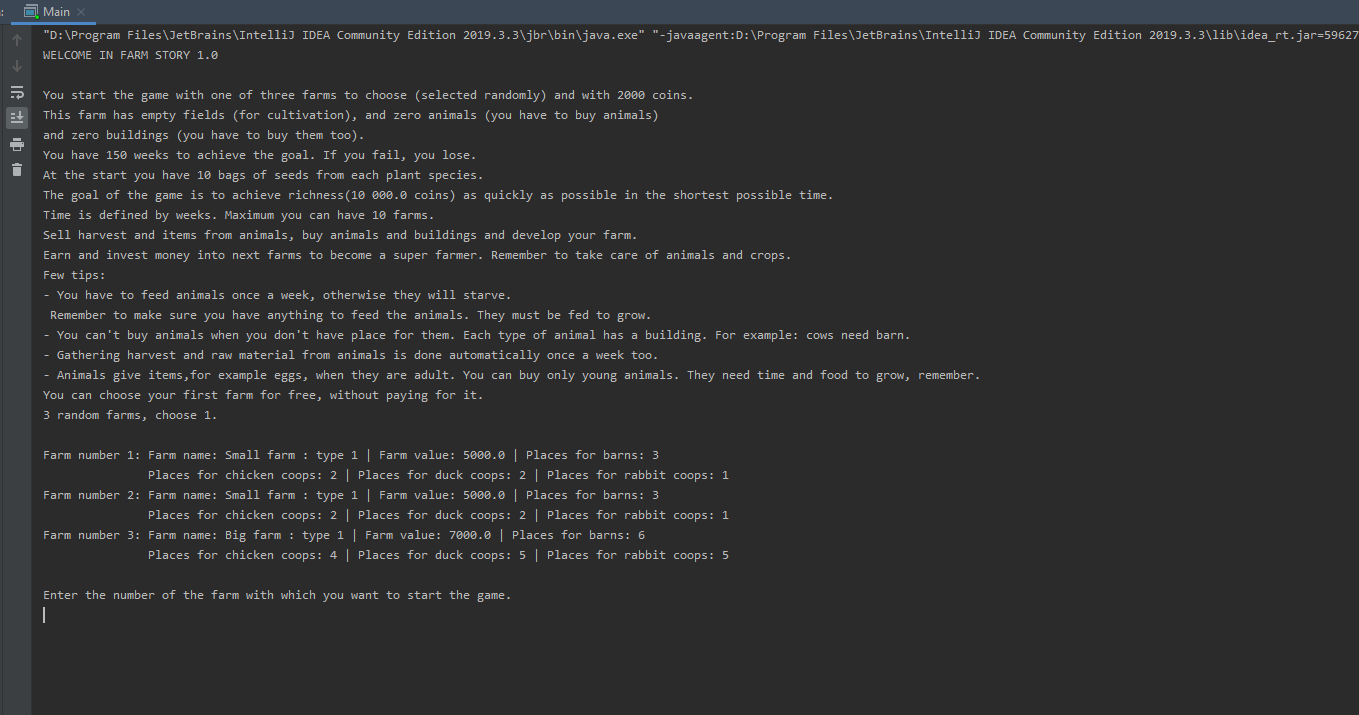 Main
"D:\Program Files\JetBrains\IntelliJ IDEA Community Edition 2019.3.3\jbr\bin\java.exe" "-javaagent:D:\Program Files\JetBrains\IntelliJ IDEA Community Edition 2019.3.3\lib\idea_rt.jar=59627
WELCOME IN FARM STORY 1.0
You start the game with one of three farms to choose (selected randomly) and with 2000 coins.
This farm has empty fields (for cultivation), and zero animals (you have to buy animals)
and zero buildings (you have to buy them too).
You have 150 weeks to achieve the goal. If you fail, you lose.
At the start you have 10 bags of seeds from each plant species.
The goal of the game is to achieve richness(10 000.0 coins) as quickly as possible in the shortest possible time.
Time is defined by weeks. Maximum you can have 10 farms.
Sell harvest and items from animals, buy animals and buildings and develop your farm.
Earn and invest money into next farms to become a super farmer. Remember to take care of animals and crops.
Few tips:
- You have to feed animals once a week, otherwise they will starve.
Remember to make sure you have anything to feed the animals. They must be fed to grow.
- You can't buy animals when you don't have place for them. Each type of animal has a building. For example: cows need barn.
- Gathering harvest and raw material from animals is done automatically once a week too.
- Animals give items,for example eggs, when they are adult. You can buy only young animals. They need time and food to grow, remember.
You can choose your first farm for free, without paying for it.
3 random farms, choose 1.
Farm number 1: Farm name: Small farm : type 1 | Farm value: 5000.0 | Places for barns: 3
Places for chicken coops: 2 | Places for duck coops: 2 | Places for rabbit coops: 1
Farm number 2: Farm name: Small farm : type 1 | Farm value: 5000.0 | Places for barns: 3
Places for chicken coops: 2 | Places for duck coops: 2 | Places for rabbit coops: 1
Farm number 3: Farm name: Big farm : type 1 | Farm value: 7000.0 | Places for barns: 6
Places for chicken coops: 4 | Places for duck coops: 5 | Places for rabbit coops: 5
Enter the number of the farm with which you want to start the game.